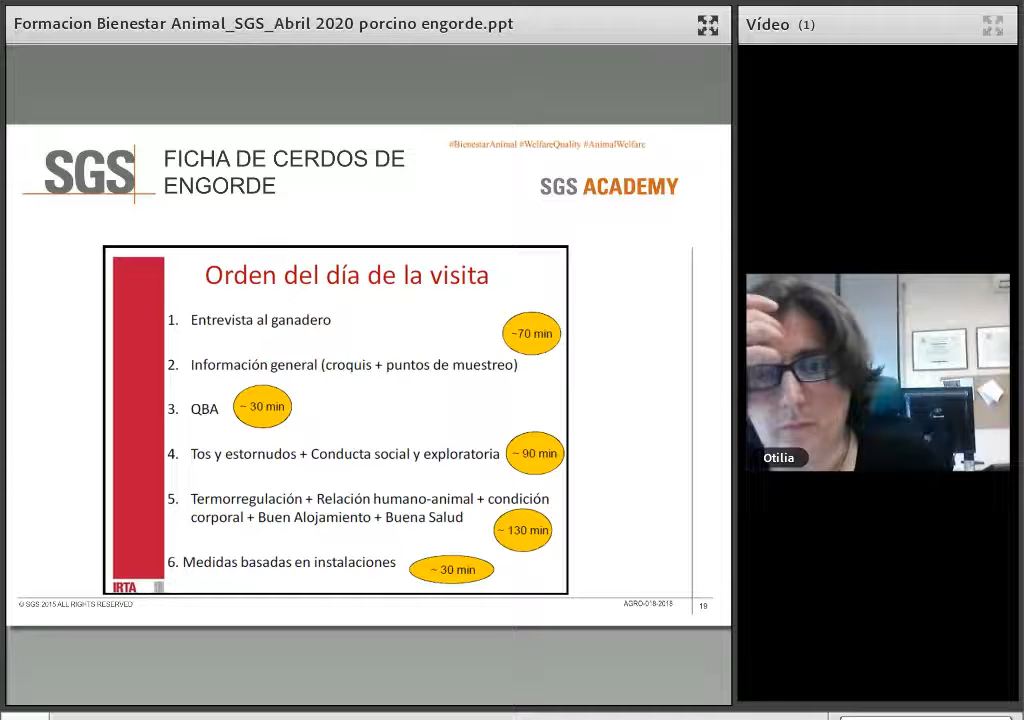 Formacion Bienestar Animal_SGS_Abril 2020 porcino engorde.ppt
Vídeo (1)
SGS
FICHA DE CERDOS DE
ENGORDE
#BienestarAnimal #WelfareQuality #AnimalWelfare
SGS ACADEMY
Orden del día de la visita
1. Entrevista al ganadero
~70 min
2. Información general (croquis + puntos de muestreo)
3. QBA
~ 30 min
4. Tos y estornudos + Conducta social y exploratoria
~ 90 min
5. Termorregulación + Relación humano-animal + condición
corporal + Buen Alojamiento + Buena Salud
~ 130 min
6. Medidas basadas en instalaciones
~ 30 min
IRTA
© SGS 2015 ALL RIGHTS RESERVED
AGRO-018-2018
19
Otilia